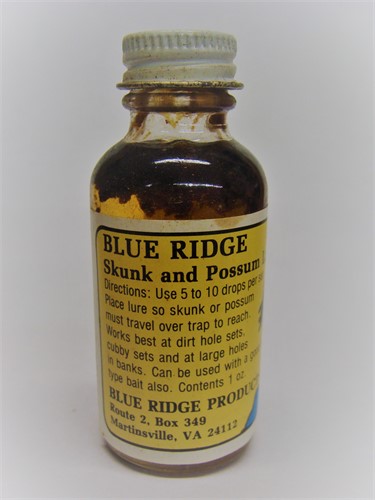 BLUE RIDGE
Skunk and Possum
Directions: Use 5 to 10 drops per
Place lure so skunk or possum
must travel over trap to reach.
Works best at dirt hole sets,
cubby sets and at large holes
in banks. Can be used with a
type bait also. Contents 1 oz.
BLUE RIDGE
Route 2, Box 349
Martinsville, VA 24112